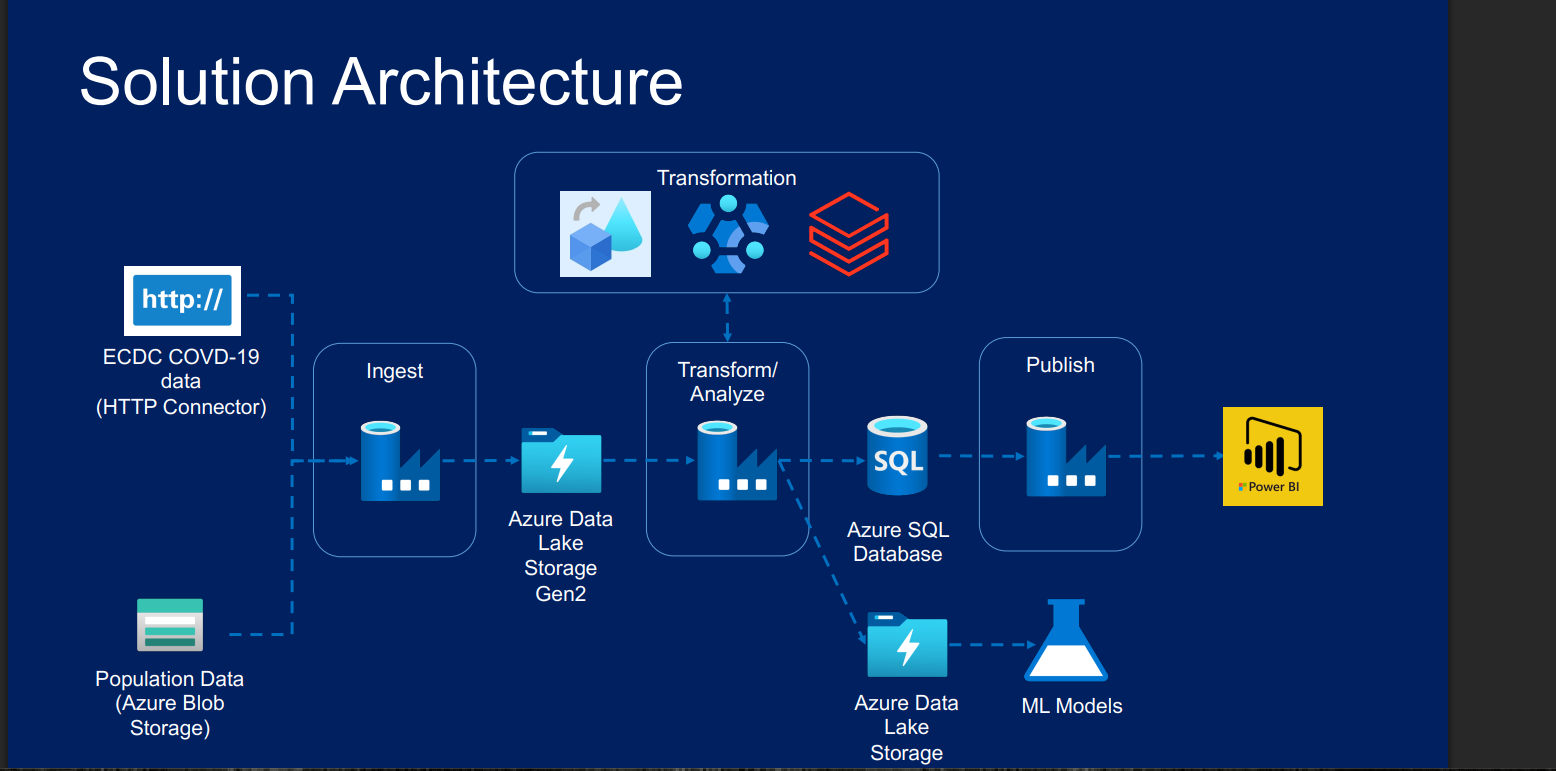 Solution Architecture
Transformation
http://
ECDC COVD-19
data
(HTTP Connector)
Ingest
Transform/
Analyze
Publish
SQL
Power BI
Azure Data
Lake
Storage
Gen2
Azure SQL
Database
Population Data
(Azure Blob
Storage)
Azure Data
Lake
Storage
ML Models